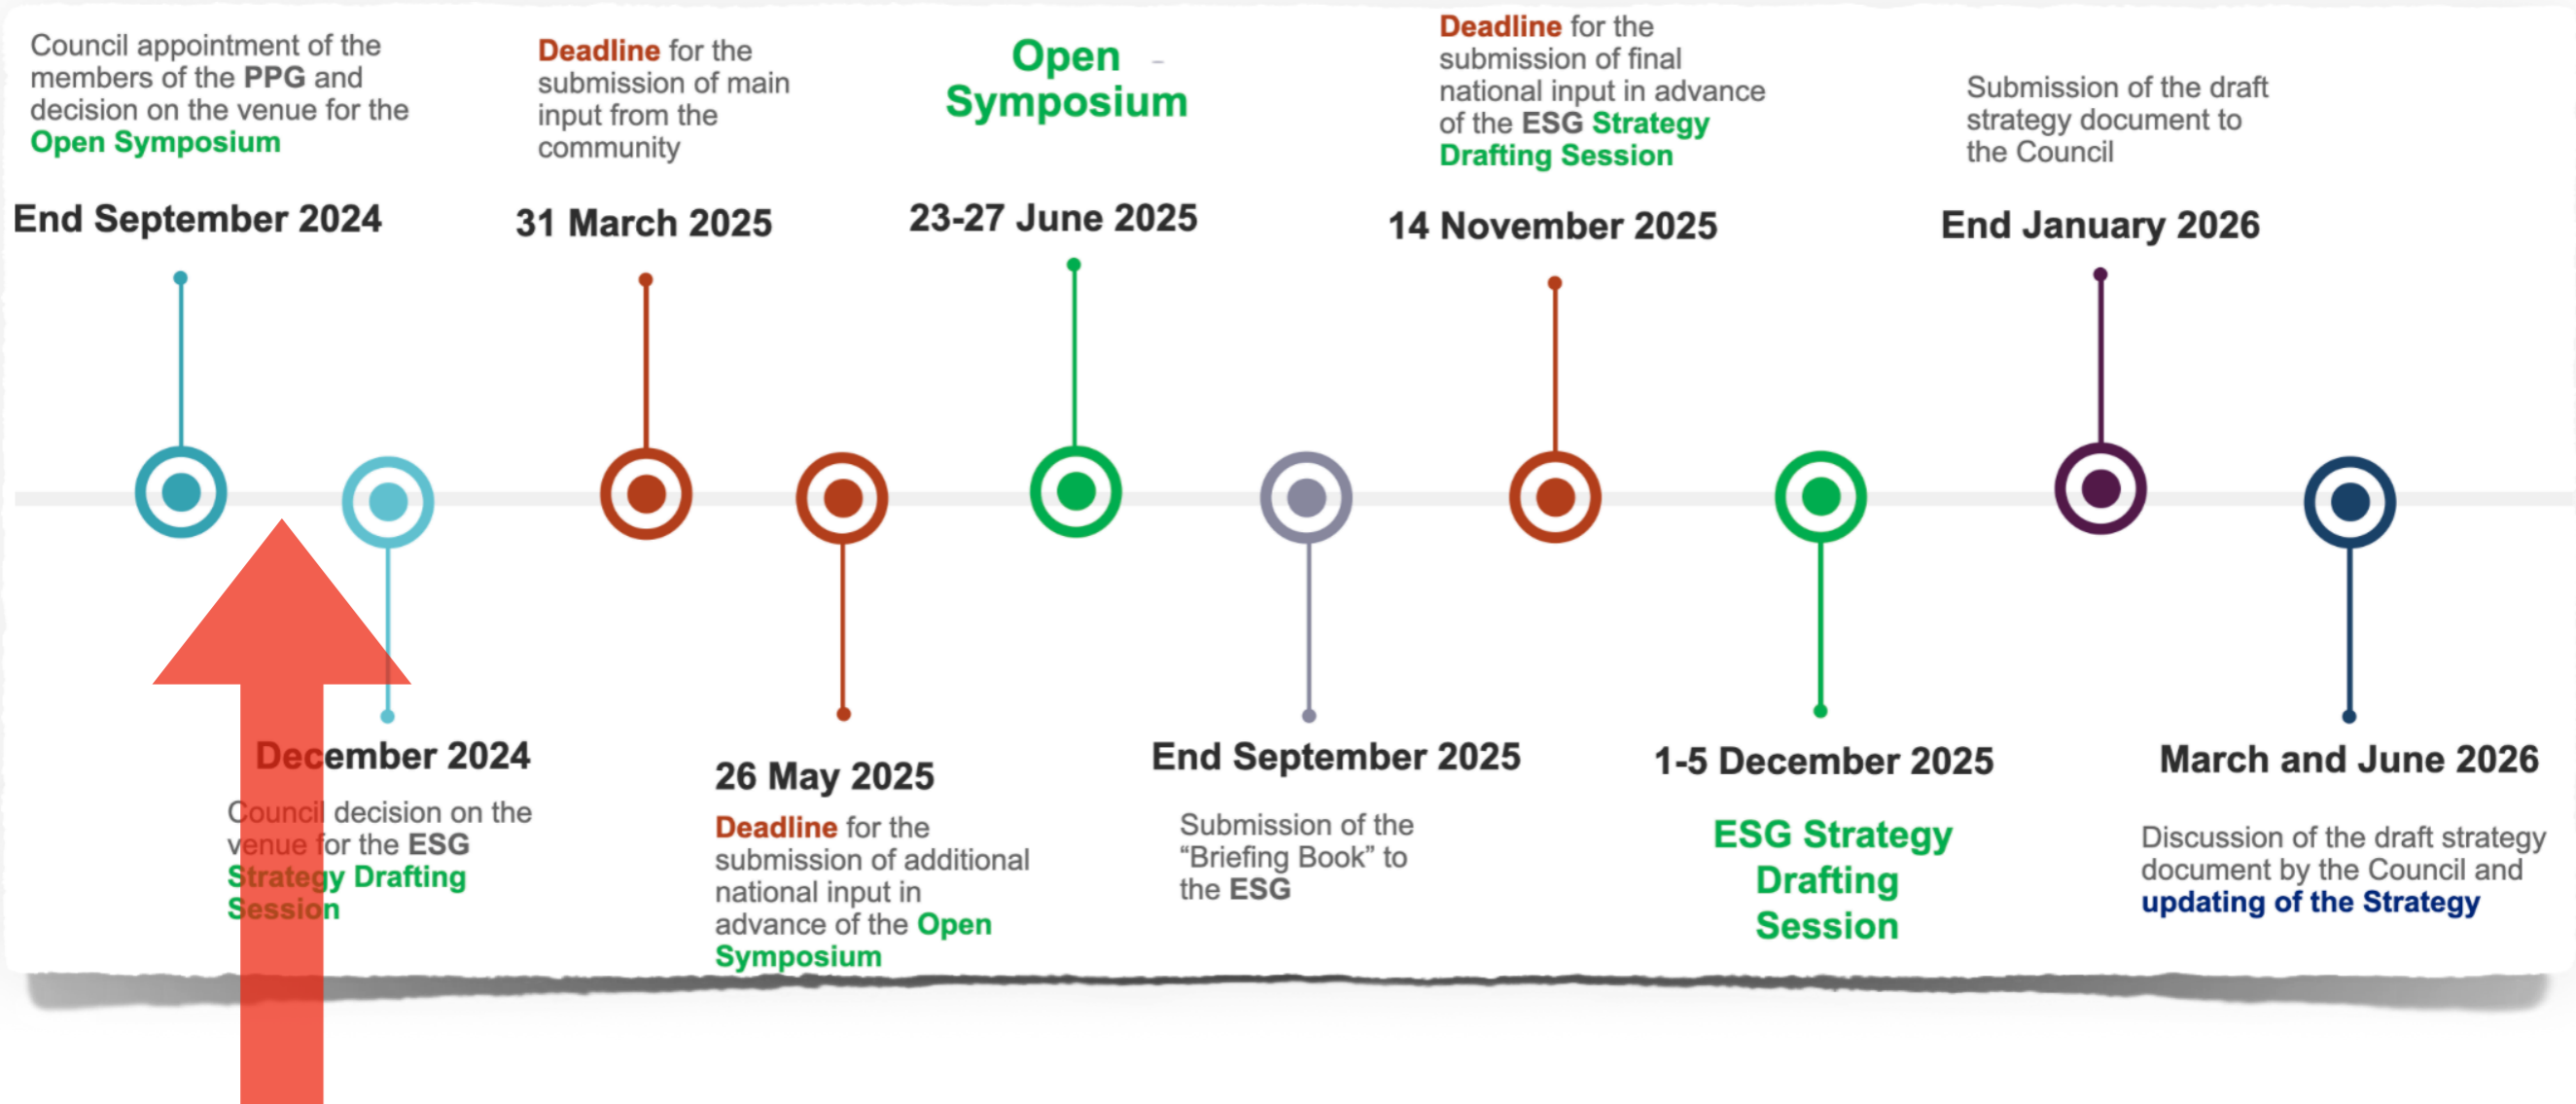 Council appointment of the
members of the PPG and
decision on the venue for the
Open Symposium
End September 2024
Deadline for the
submission of main
input from the
community
31 March 2025
Open
Symposium
23-27 June 2025
Deadline for the
submission of final
national input in advance
of the ESG Strategy
Drafting Session
14 November 2025
Submission of the draft
strategy document to
the Council
End January 2026
December 2024
Council decision on the
venue for the ESG
Strategy Drafting
Session
26 May 2025
Deadline for the
submission of additional
national input in
advance of the Open
Symposium
End September 2025
Submission of the
“Briefing Book” to
the ESG
1-5 December 2025
ESG Strategy
Drafting
Session
March and June 2026
Discussion of the draft strategy
document by the Council and
updating of the Strategy